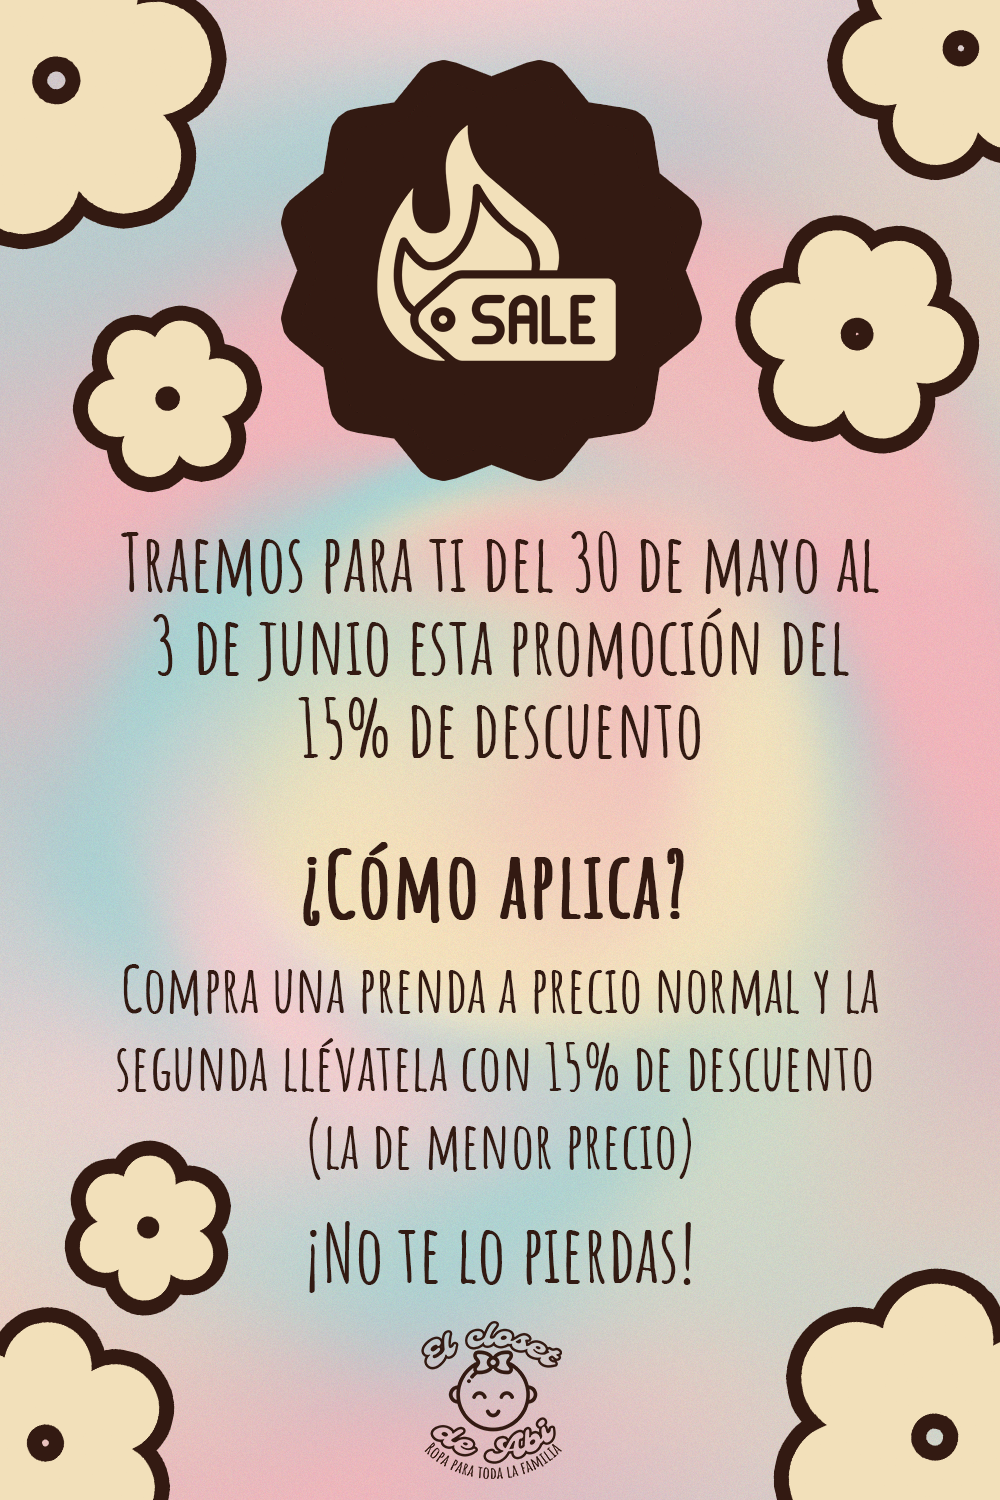 SALE
Traemos para ti del 30 de mayo al
3 de junio esta promoción del
15% de descuento
¿Cómo aplica?
Compra una prenda a precio normal y la
segunda llévatela con 15% de descuento
(la de menor precio)
¡No te lo pierdas!
El closet
de Abi
ROPA PARA TODA LA FAMILIA